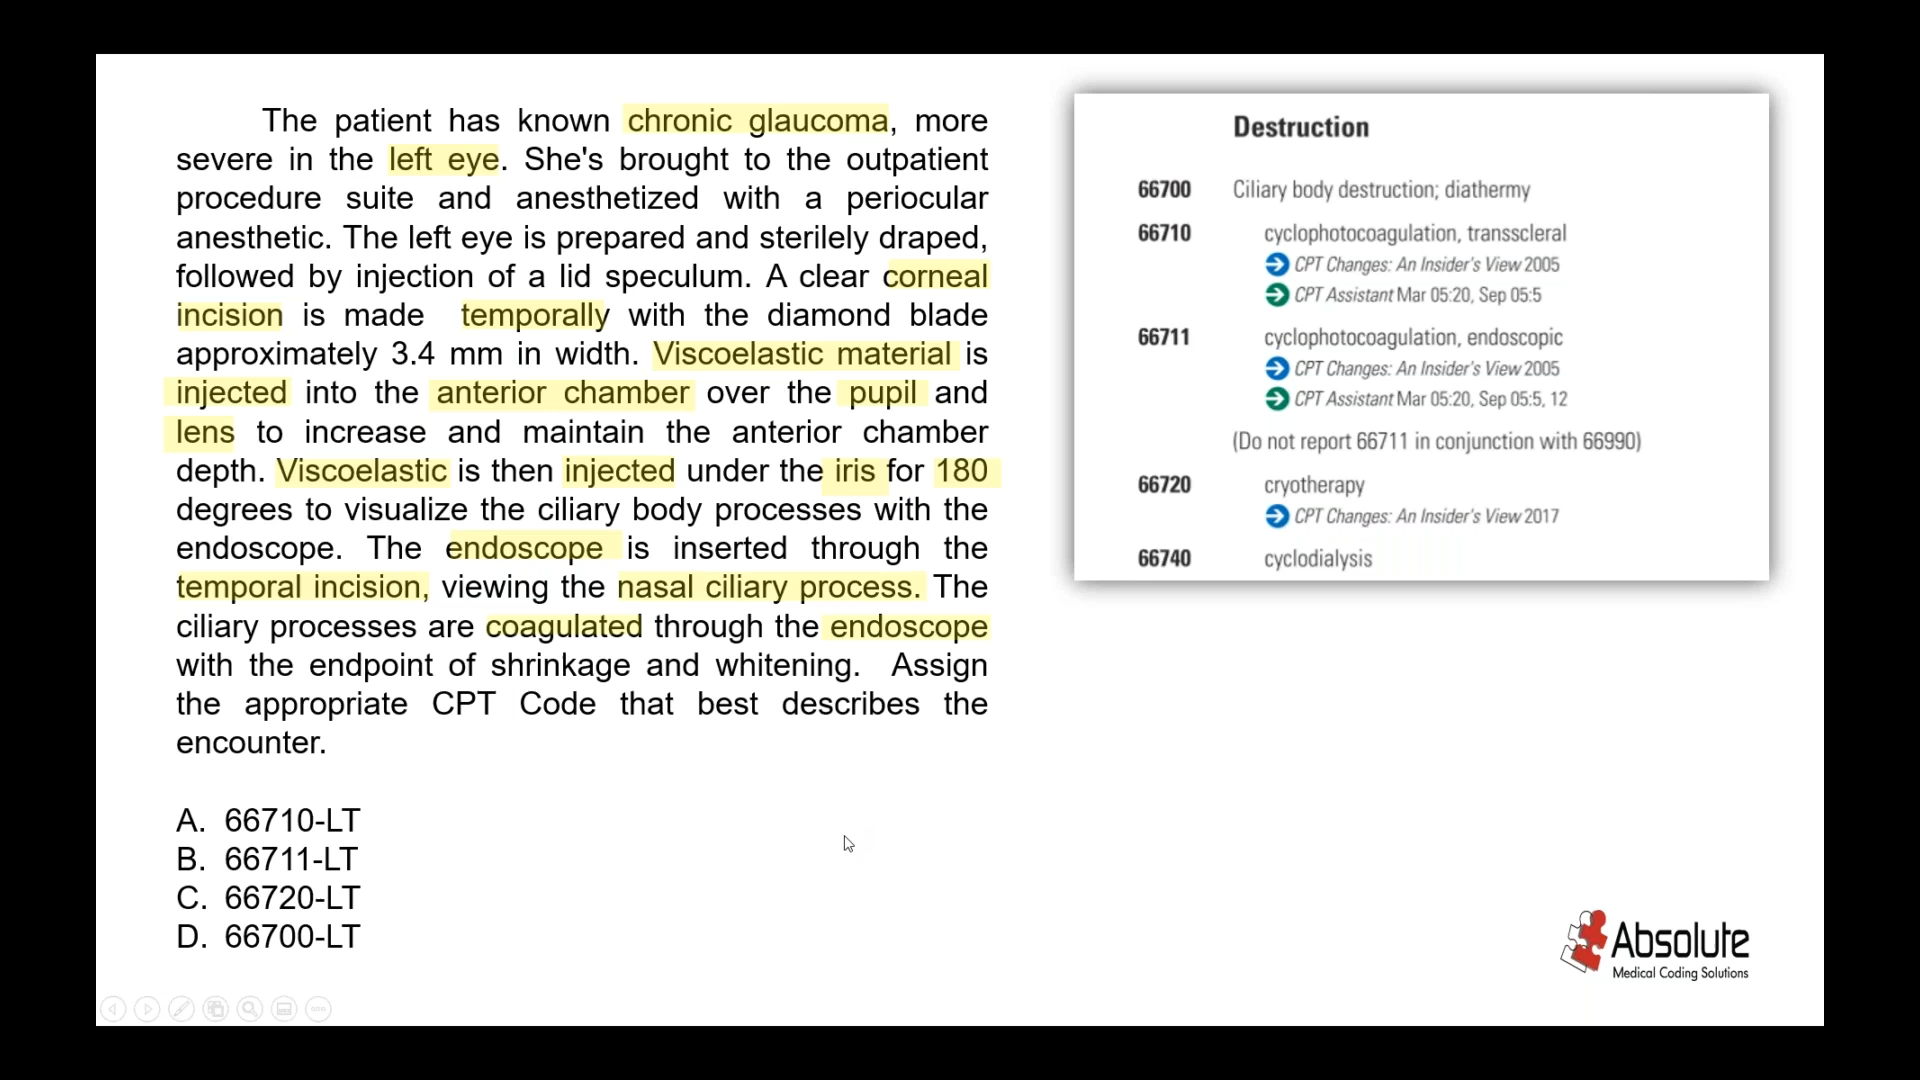 The patient has known chronic glaucoma, more
severe in the left eye. She's brought to the outpatient
procedure suite and anesthetized with a periocular
anesthetic. The left eye is prepared and sterilely draped,
followed by injection of a lid speculum. A clear corneal
incision is made temporally with the diamond blade
approximately 3.4 mm in width. Viscoelastic material is
injected into the anterior chamber over the pupil and
lens to increase and maintain the anterior chamber
depth. Viscoelastic is then injected under the iris for 180
degrees to visualize the ciliary body processes with the
endoscope. The endoscope is inserted through the
temporal incision, viewing the nasal ciliary process. The
ciliary processes are coagulated through the endoscope
with the endpoint of shrinkage and whitening. Assign
the appropriate CPT Code that best describes the
encounter.
A. 66710-LT
B. 66711-LT
C. 66720-LT
D. 66700-LT
Destruction
66700 Ciliary body destruction; diathermy
66710 cyclophotocoagulation, transscleral
CPT Changes: An Insider's View 2005
CPT Assistant Mar 05:20, Sep 05:5
66711 cyclophotocoagulation, endoscopic
CPT Changes: An Insider's View 2005
CPT Assistant Mar 05:20, Sep 05:5, 12
(Do not report 66711 in conjunction with 66990)
66720 cryotherapy
CPT Changes: An Insider's View 2017
66740 cyclodialysis
Absolute
Medical Coding Solutions